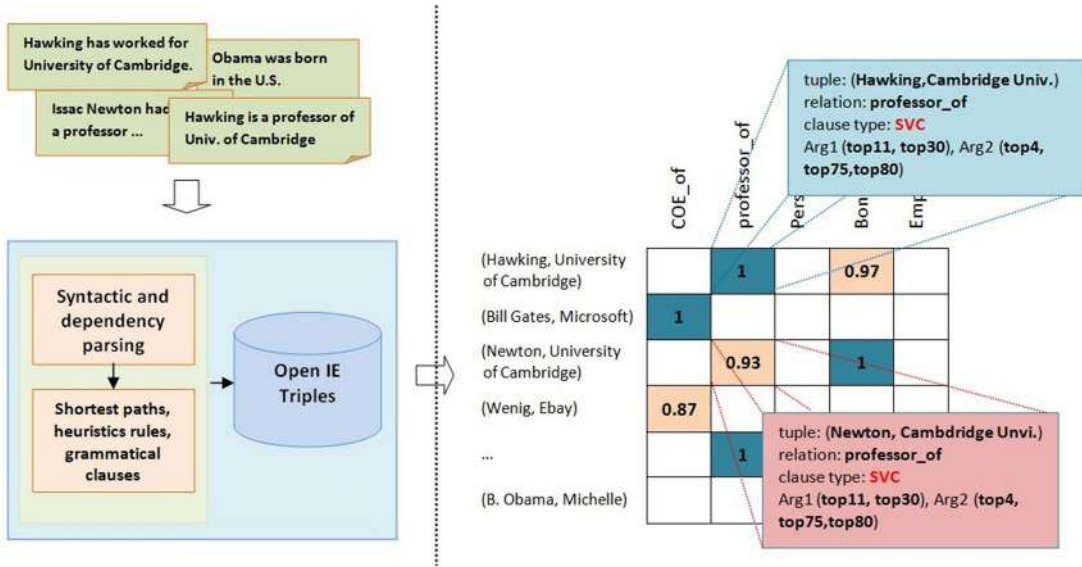 Hawking has worked for
University of Cambridge.
Obama was born
in the U.S.
Issac Newton had
a professor ...
Hawking is a professor of
Univ. of Cambridge
Syntactic and
dependency
parsing
Shortest paths,
heuristics rules,
grammatical
clauses
Open IE
Triples
COE_of
professor_of
Pers
Bon
Emp
tuple: (Hawking,Cambridge Univ.)
relation: professor_of
clause type: SVC
Arg1 (top11, top30), Arg2 (top4,
top75,top80)
(Hawking, University
of Cambridge)
1
0.97
(Bill Gates, Microsoft)
1
(Newton, University
of Cambridge)
0.93
1
(Wenig, Ebay)
0.87
...
1
(B. Obama, Michelle)
tuple: (Newton, Cambdridge Unvi.)
relation: professor_of
clause type: SVC
Arg1 (top11, top30), Arg2 (top4,
top75,top80)